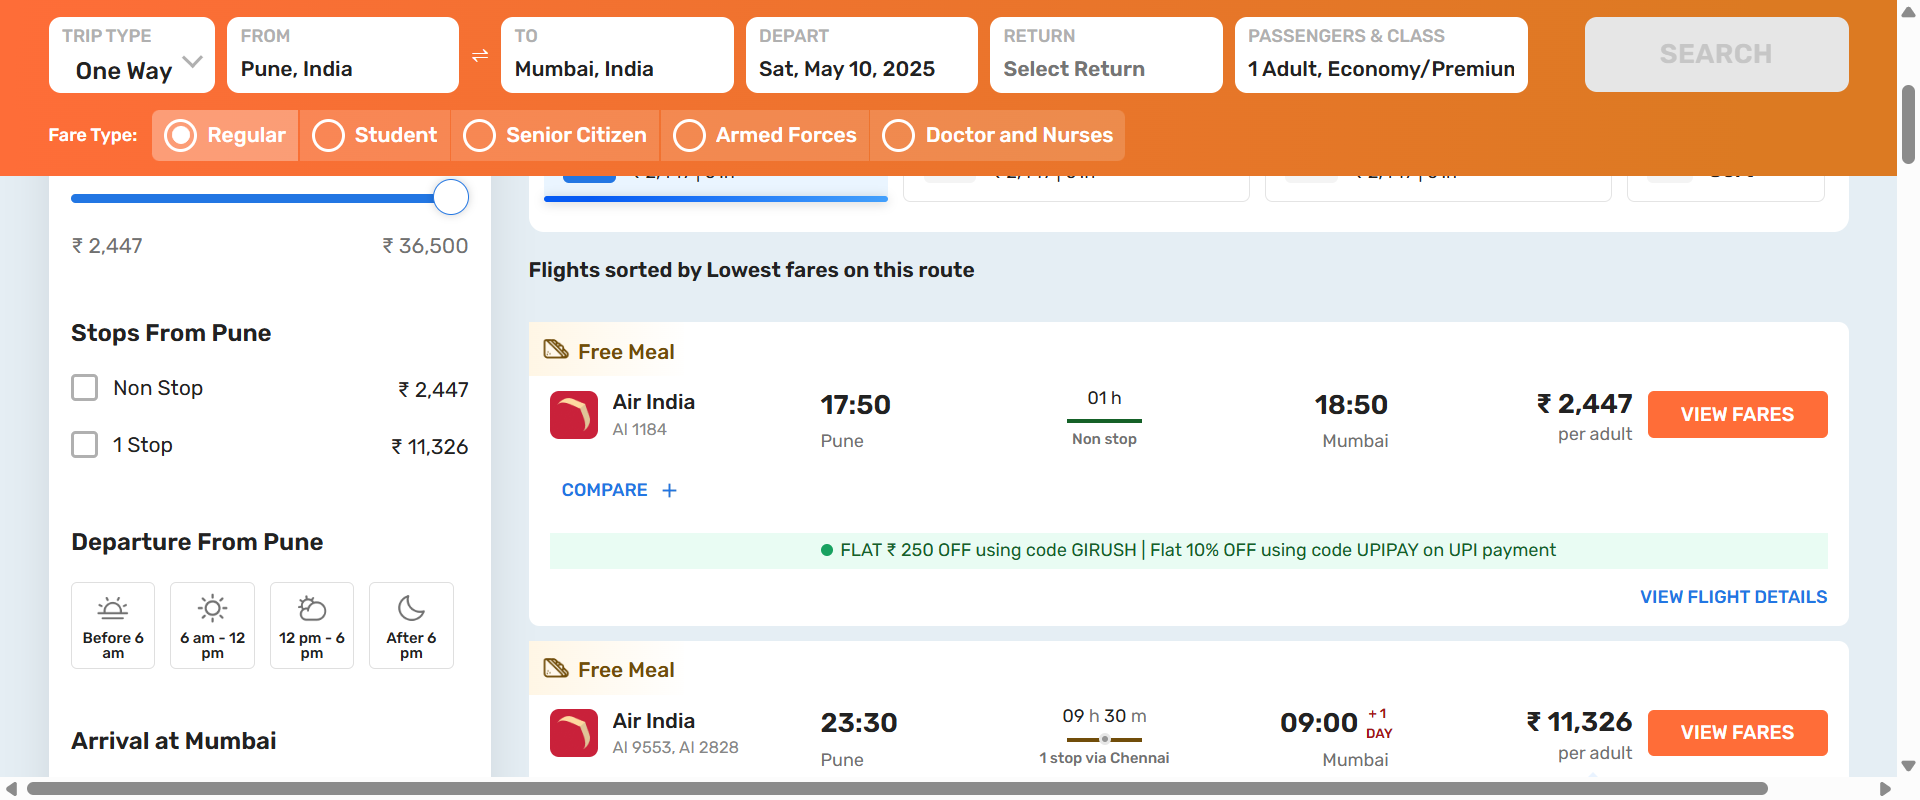 TRIP TYPE
One Way
FROM
Pune, India
TO
Mumbai, India
DEPART
Sat, May 10, 2025
RETURN
Select Return
PASSENGERS & CLASS
1 Adult, Economy/Premiun
SEARCH
Fare Type:
Regular
Student
Senior Citizen
Armed Forces
Doctor and Nurses
₹ 2,447
₹ 36,500
Stops From Pune
Non Stop
₹ 2,447
1 Stop
₹ 11,326
Departure From Pune
Before 6
am
6 am - 12
pm
12 pm - 6
pm
After 6
pm
Arrival at Mumbai
Flights sorted by Lowest fares on this route
Free Meal
Air India
AI 1184
17:50
Pune
01 h
Non stop
18:50
Mumbai
₹ 2,447
per adult
VIEW FARES
COMPARE +
FLAT ₹ 250 OFF using code GIRUSH | Flat 10% OFF using code UPIPAY on UPI payment
VIEW FLIGHT DETAILS
Free Meal
Air India
AI 9553, AI 2828
23:30
Pune
09 h 30 m
1 stop via Chennai
09:00
+ 1
DAY
Mumbai
₹ 11,326
per adult
VIEW FARES